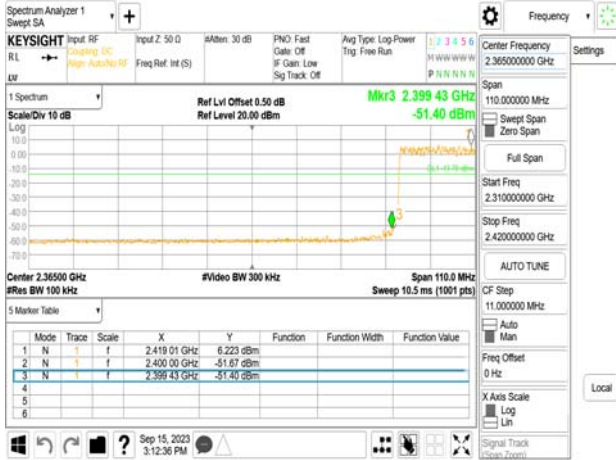 Spectrum Analyzer 1
Swept SA
KEYSIGHT
Input: RF
Coupling: DC
Align: Auto/No RF
Input Z: 50 Ω
Freq Ref: Int (S)
#Atten: 30 dB
PNO: Fast
Gate: Off
IF Gain: Low
Sig Track: Off
Avg Type: Log-Power
Trig: Free Run
1 2 3 4 5 6
M W W W W W
P N N N N N
RL
1 Spectrum
Scale/Div 10 dB
Ref Lvl Offset 0.50 dB
Ref Level 20.00 dBm
Mkr3 2.399 43 GHz
-51.40 dBm
Log
10.0
0.00
-10.0
-20.0
-30.0
-40.0
-50.0
-60.0
-70.0
3
Center 2.36500 GHz
#Res BW 100 kHz
#Video BW 300 kHz
Span 110.0 MHz
Sweep 10.5 ms (1001 pts)
5 Marker Table
Mode Trace Scale X Y Function Function Width Function Value
1 N 1 f 2.419 01 GHz 6.223 dBm
2 N 1 f 2.400 00 GHz -51.67 dBm
3 N 1 f 2.399 43 GHz -51.40 dBm
4
5
6
Sep 15, 2023
3:12:36 PM
Frequency
Center Frequency
2.365000000 GHz
Settings
Span
110.000000 MHz
Swept Span
Zero Span
Full Span
Start Freq
2.310000000 GHz
Stop Freq
2.420000000 GHz
AUTO TUNE
CF Step
11.000000 MHz
Auto
Man
Freq Offset
0 Hz
X Axis Scale
Log
Lin
Local
Signal Track
(Span Zoom)